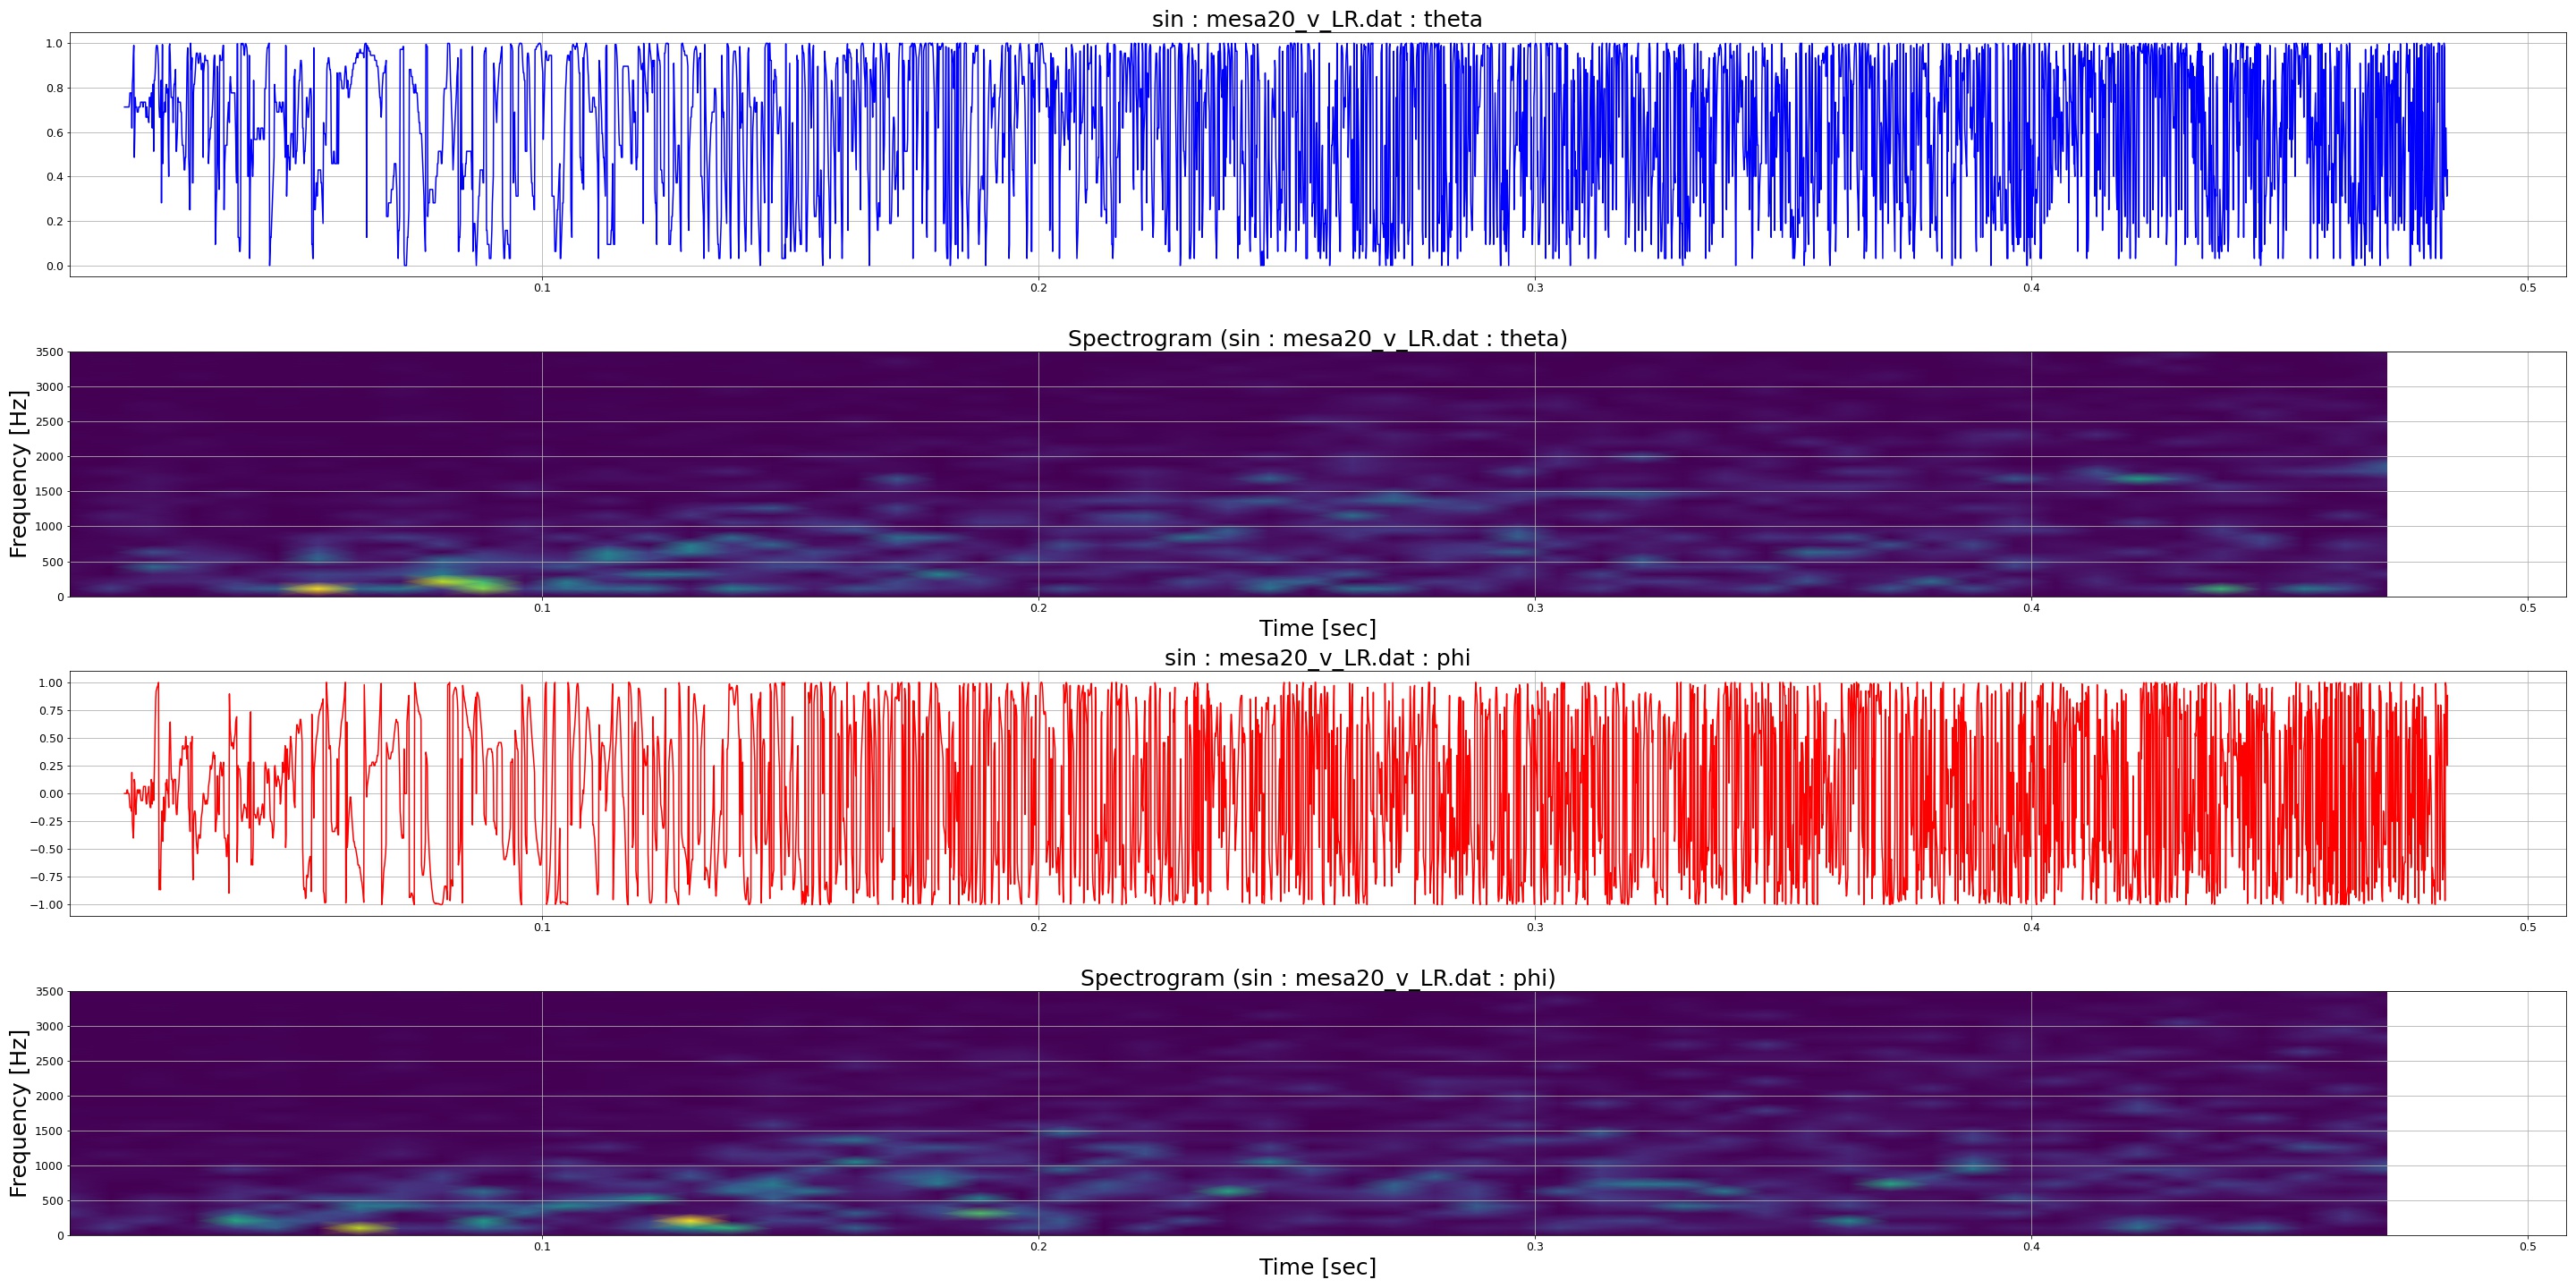 sin : mesa20_v_LR.dat : theta
1.0
0.8
0.6
0.4
0.2
0.0
0.1 0.2 0.3 0.4 0.5
Spectrogram (sin : mesa20_v_LR.dat : theta)
Frequency [Hz]
3500
3000
2500
2000
1500
1000
500
0
0.1 0.2 0.3 0.4 0.5
Time [sec]
sin : mesa20_v_LR.dat : phi
1.00
0.75
0.50
0.25
0.00
−0.25
−0.50
−0.75
−1.00
0.1 0.2 0.3 0.4 0.5
Spectrogram (sin : mesa20_v_LR.dat : phi)
Frequency [Hz]
3500
3000
2500
2000
1500
1000
500
0
0.1 0.2 0.3 0.4 0.5
Time [sec]